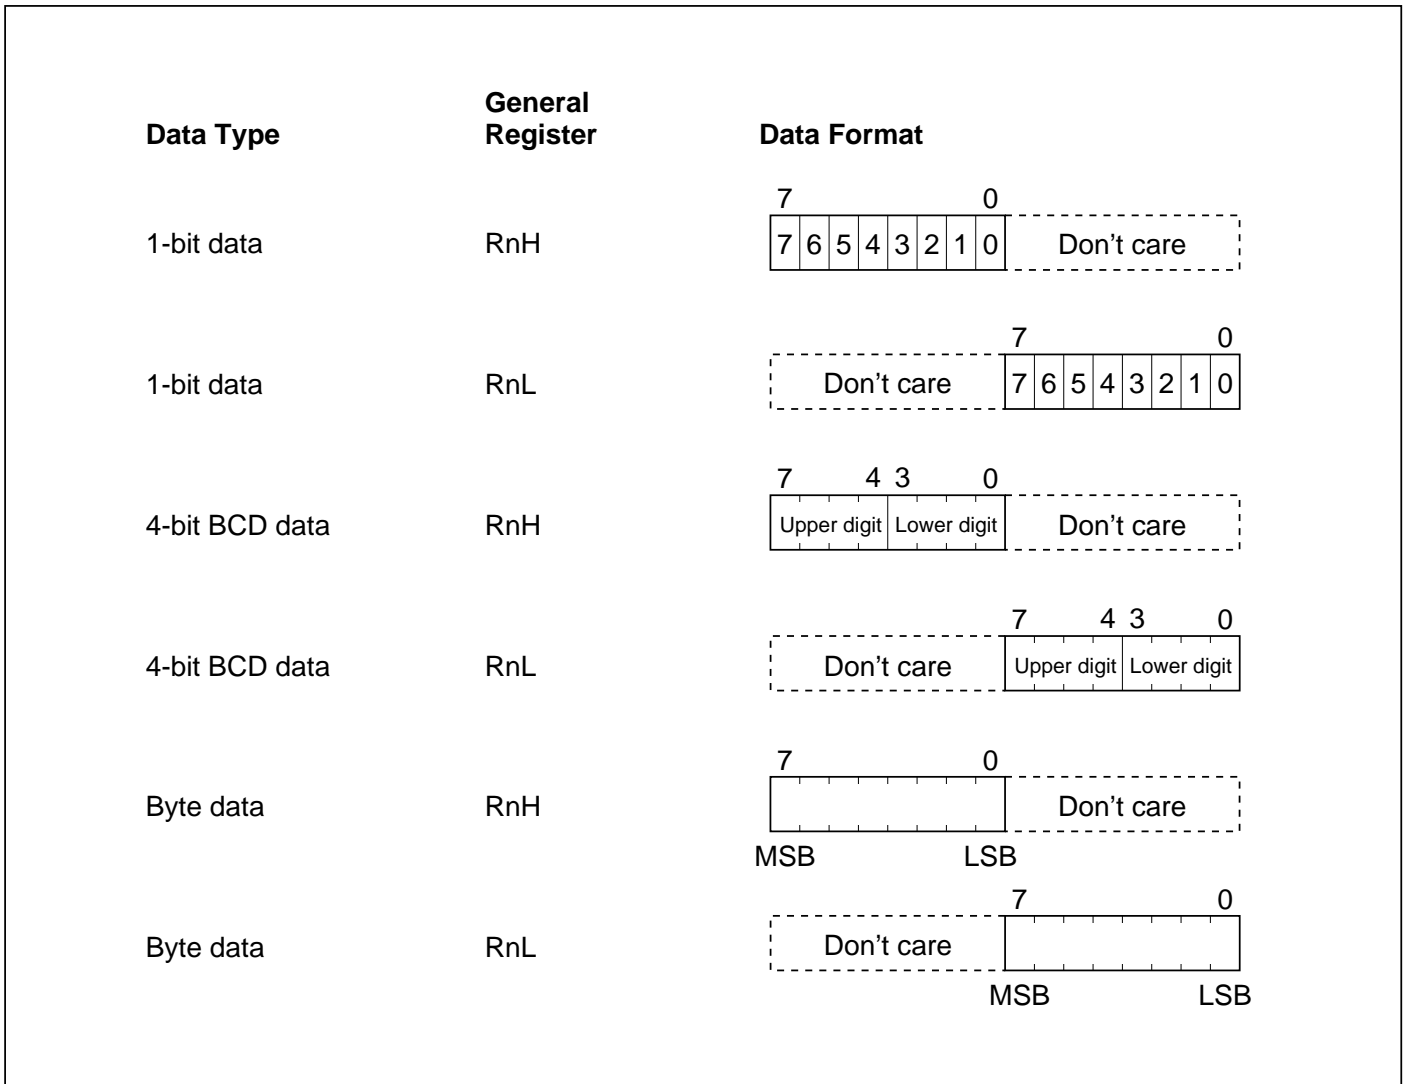 General
Data Type Register Data Format
7 0
1-bit data RnH 7 6 5 4 3 2 1 0 Don't care
7 0
1-bit data RnL Don't care 7 6 5 4 3 2 1 0
7 4 3 0
4-bit BCD data RnH Upper digit Lower digit Don't care
7 4 3 0
4-bit BCD data RnL Don't care Upper digit Lower digit
7 0
Byte data RnH Don't care
MSB LSB
7 0
Byte data RnL Don't care
MSB LSB